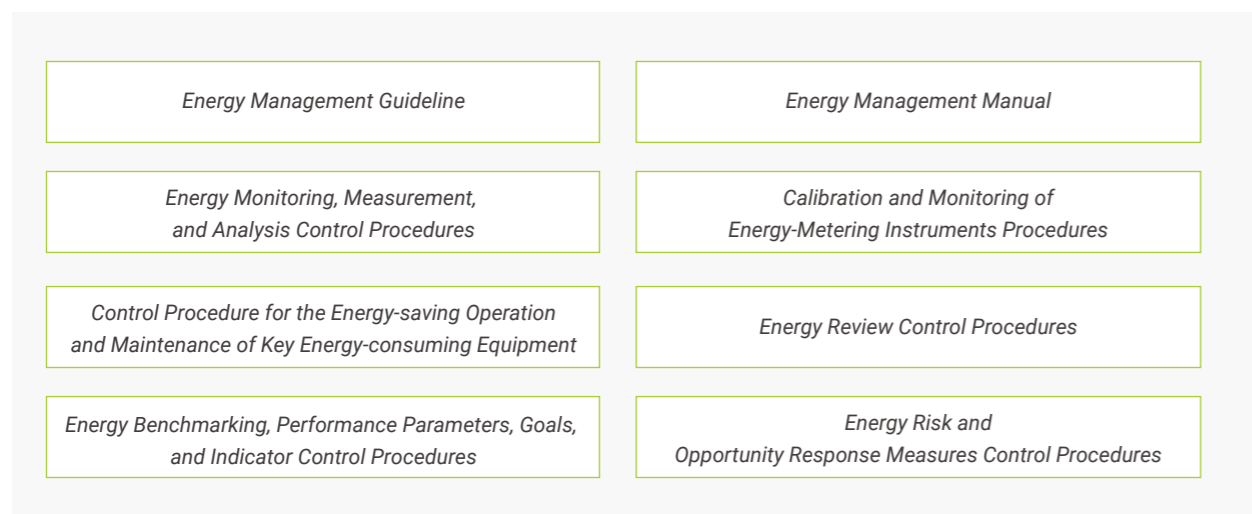 Energy Management Guideline
Energy Management Manual
Energy Monitoring, Measurement,
and Analysis Control Procedures
Calibration and Monitoring of
Energy-Metering Instruments Procedures
Control Procedure for the Energy-saving Operation
and Maintenance of Key Energy-consuming Equipment
Energy Review Control Procedures
Energy Benchmarking, Performance Parameters, Goals,
and Indicator Control Procedures
Energy Risk and
Opportunity Response Measures Control Procedures